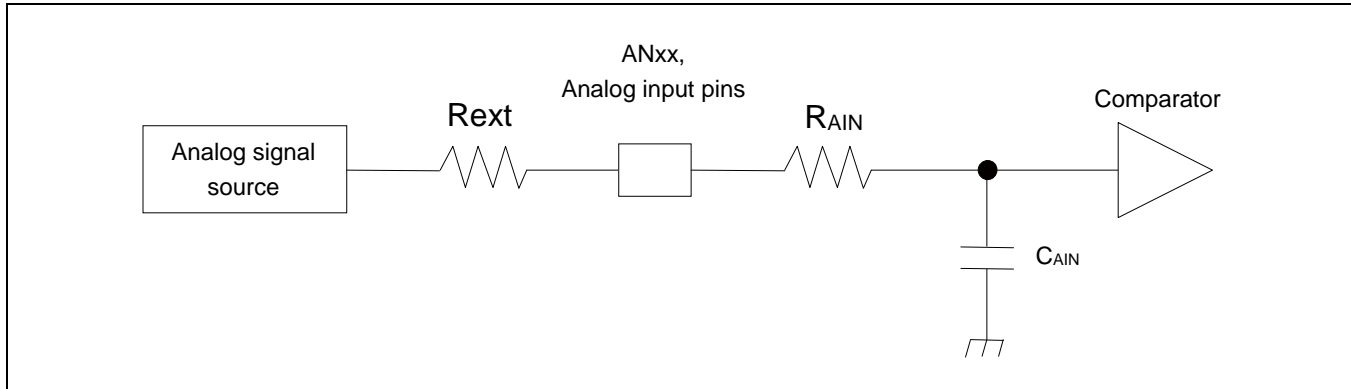 ANxx,
Analog input pins
Comparator
Rext
RAIN
Analog signal
source
CAIN